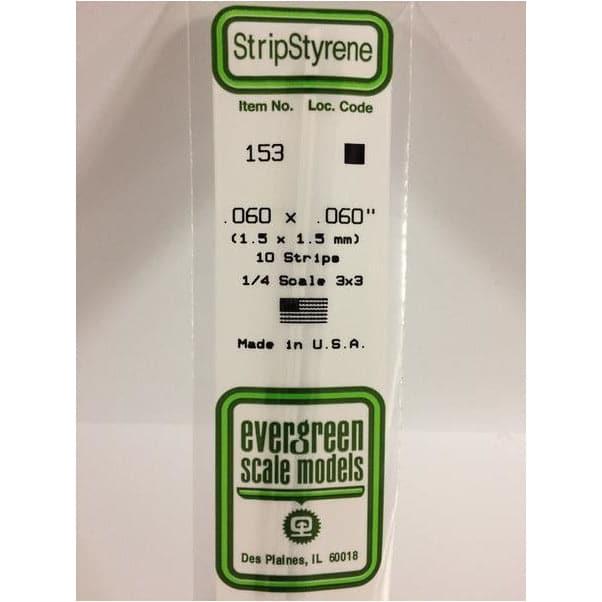 StripStyrene
Item No. Loc. Code
153
.060 x .060"
(1.5 x 1.5 mm)
10 Strips
1/4 Scale 3x3
Made in U.S.A.
evergreen
scale models
Des Plaines, IL 60018